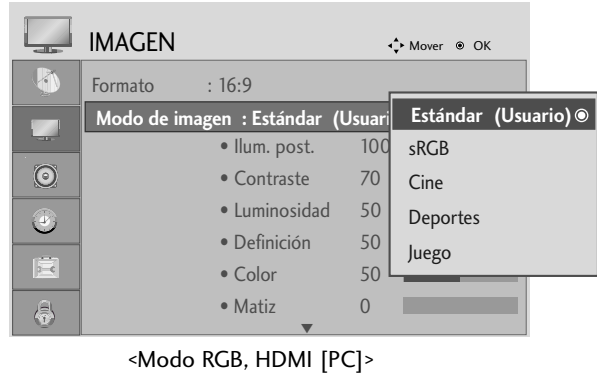 IMAGEN
Mover OK
Formato : 16:9
Modo de imagen : Estándar (Usuari
• Ilum. post. 100
• Contraste 70
• Luminosidad 50
• Definición 50
• Color 50
• Matiz 0
Estándar (Usuario)
sRGB
Cine
Deportes
Juego
<Modo RGB, HDMI [PC]>